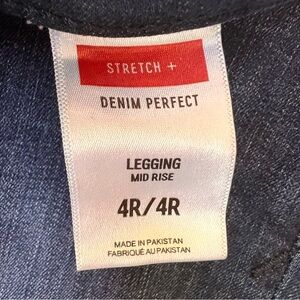 STRETCH +
DENIM PERFECT
LEGGING
MID RISE
4R/4R
MADE IN PAKISTAN
FABRIQUÉ AU PAKISTAN